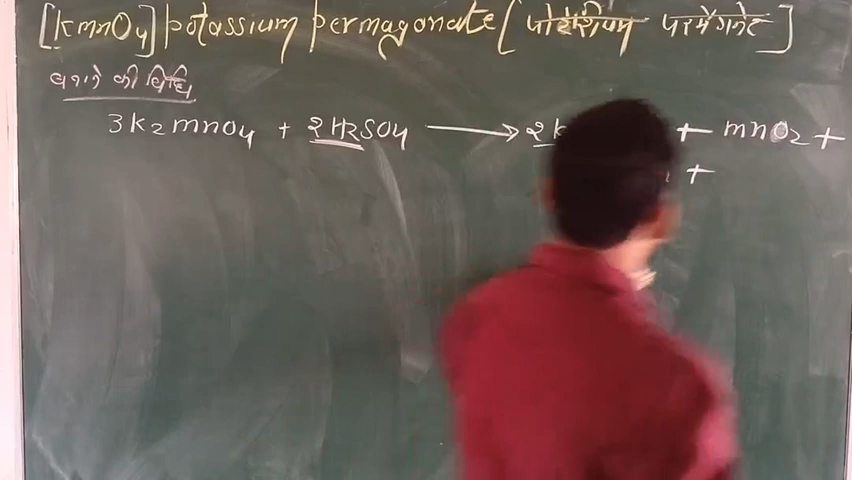 [KmnO4] potassium permagonate [पोटेशियम परमैगनेट]
बनाने की विधि
3K2mnO4 + 2H2SO4 → 2K + mnO2 +
+